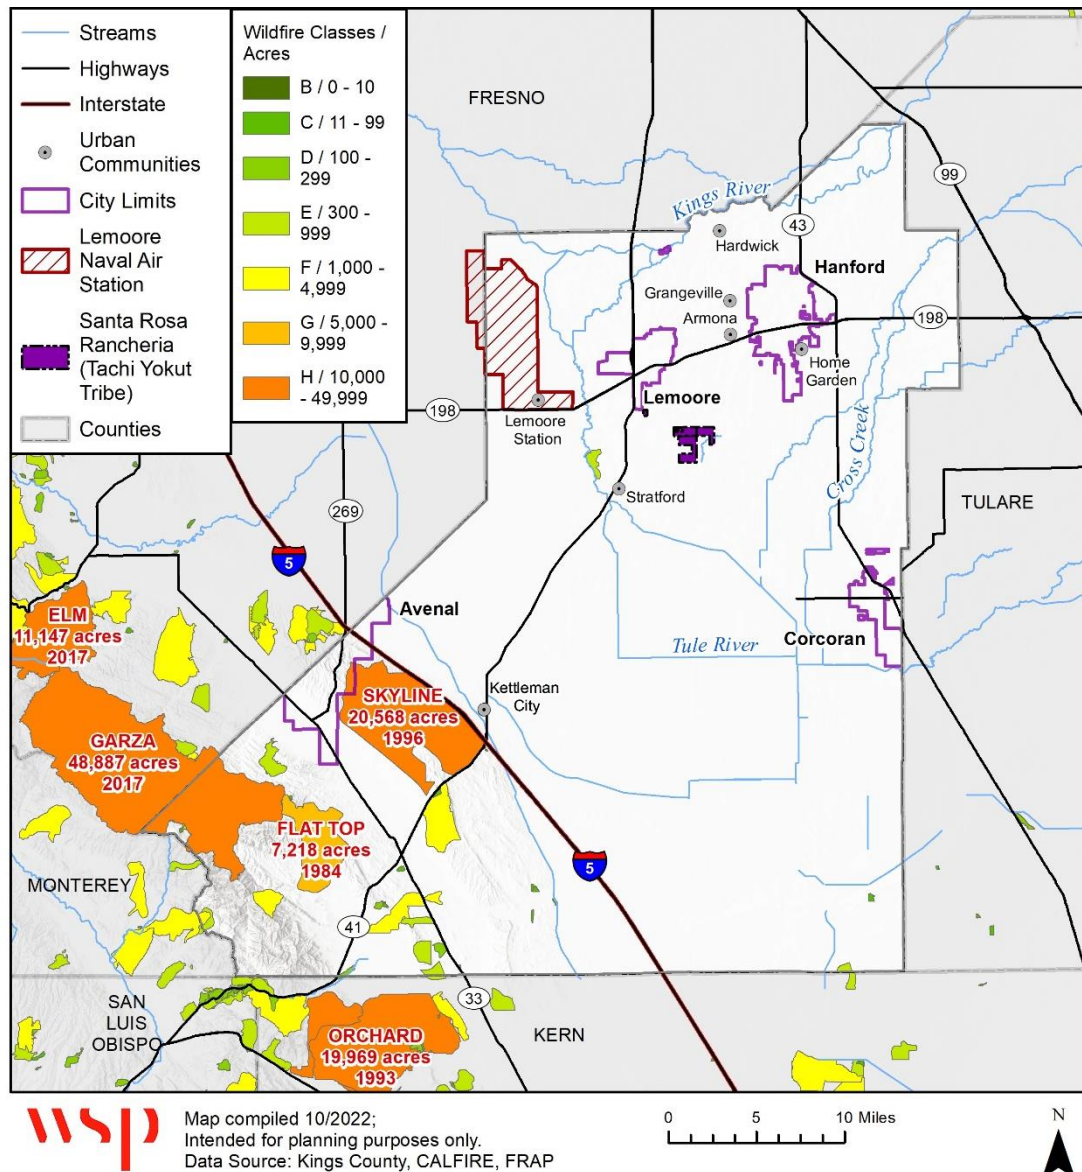 Streams
Highways
Interstate
Urban
Communities
City Limits
Lemoore
Naval Air
Station
Santa Rosa
Rancheria
(Tachi Yokut
Tribe)
Counties
Wildfire Classes /
Acres
B / 0 - 10
C / 11 - 99
D / 100 -
299
E / 300 -
999
F / 1,000 -
4,999
G / 5,000 -
9,999
H / 10,000
- 49,999
FRESNO
99
Kings River
43
Hardwick
Hanford
Grangeville
Armona
198
Home
Garden
198
Lemoore
Station
Lemoore
Cross Creek
Stratford
TULARE
269
5
ELM
11,147 acres
2017
Avenal
Corcoran
Tule River
SKYLINE
20,568 acres
1996
Kettleman
City
GARZA
48,887 acres
2017
FLAT TOP
7,218 acres
1984
5
MONTEREY
41
33
SAN
LUIS
OBISPO
ORCHARD
19,969 acres
1993
KERN
wsp
Map compiled 10/2022;
Intended for planning purposes only.
Data Source: Kings County, CALFIRE, FRAP
0 5 10 Miles
N